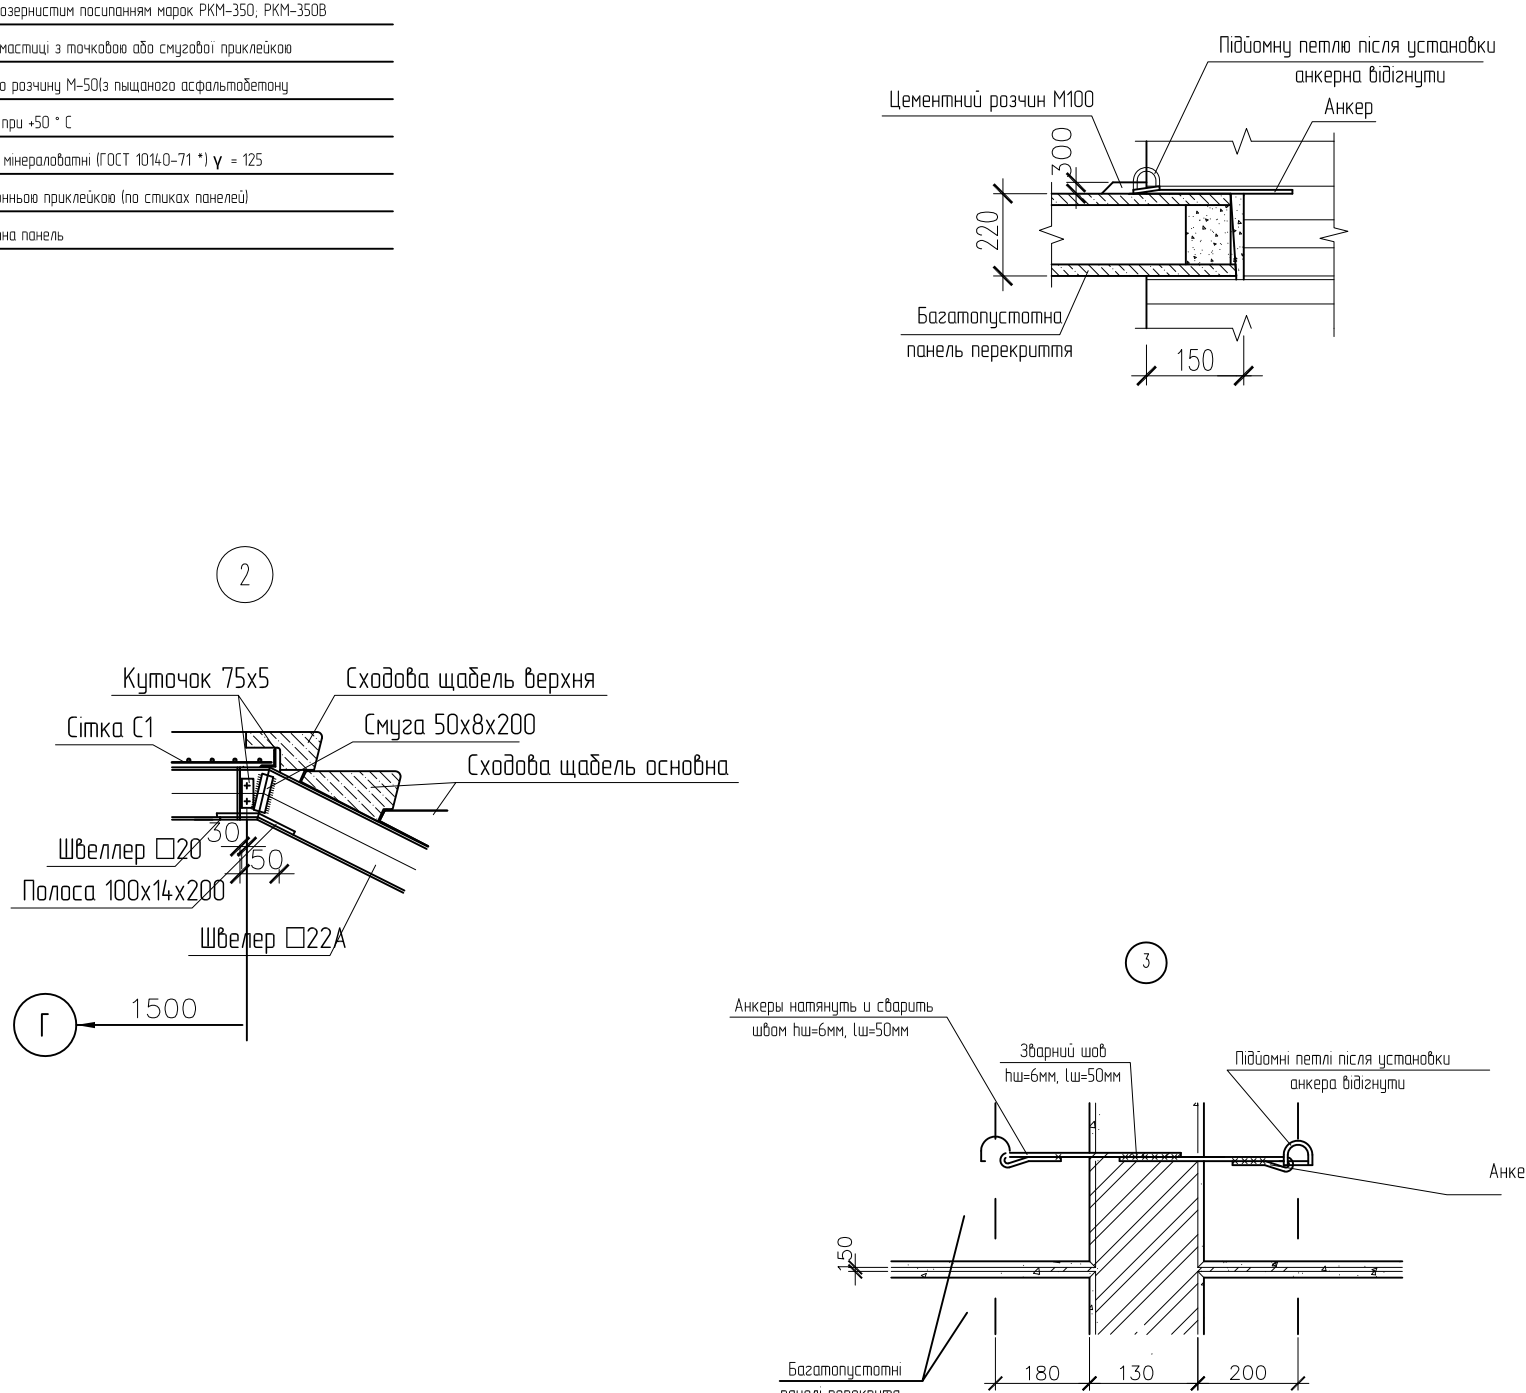 озернистим посипанням марок РКМ-350; РКМ-350В
мастиці з точковою або смугової приклейкою
о розчину М-50(з пыщаного асфальтобетону
при +50 ° С
мінераловатні (ГОСТ 10140-71 *) γ = 125
нньою приклейкою (по стиках панелей)
на панель
Підйомну петлю після установки
анкерна відігнути
Цементний розчин М100
Анкер
300
220
Багатопустотна
панель перекриття
150
2
Куточок 75х5
Сходова щабель верхня
Сітка С1
Смуга 50х8х200
Сходова щабель основна
30
Швеллер □20
50
Полоса 100х14х200
Швелер □22А
Г
1500
3
Анкеры натянуть и сварить
швом hш=6мм, lш=50мм
Зварний шов
hш=6мм, lш=50мм
Підйомні петлі після установки
анкера відігнути
Анке
150
Багатопустотні
панелі перекриття
180
130
200